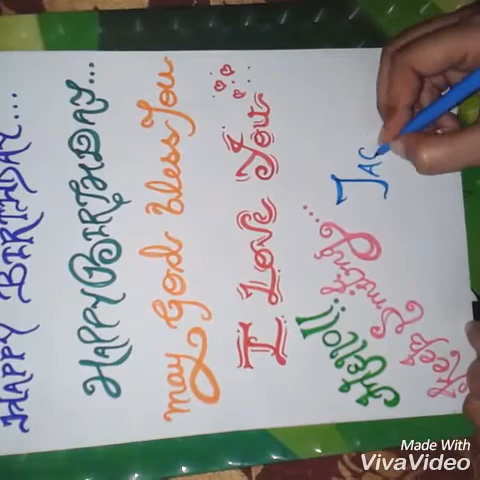 HAPPY BIRTHDAY...
HAPPY BIRTHDAY...
May God Bless You
I Love You
Hello!!..
Keep Smiling...
JAC
Made With
VivaVideo